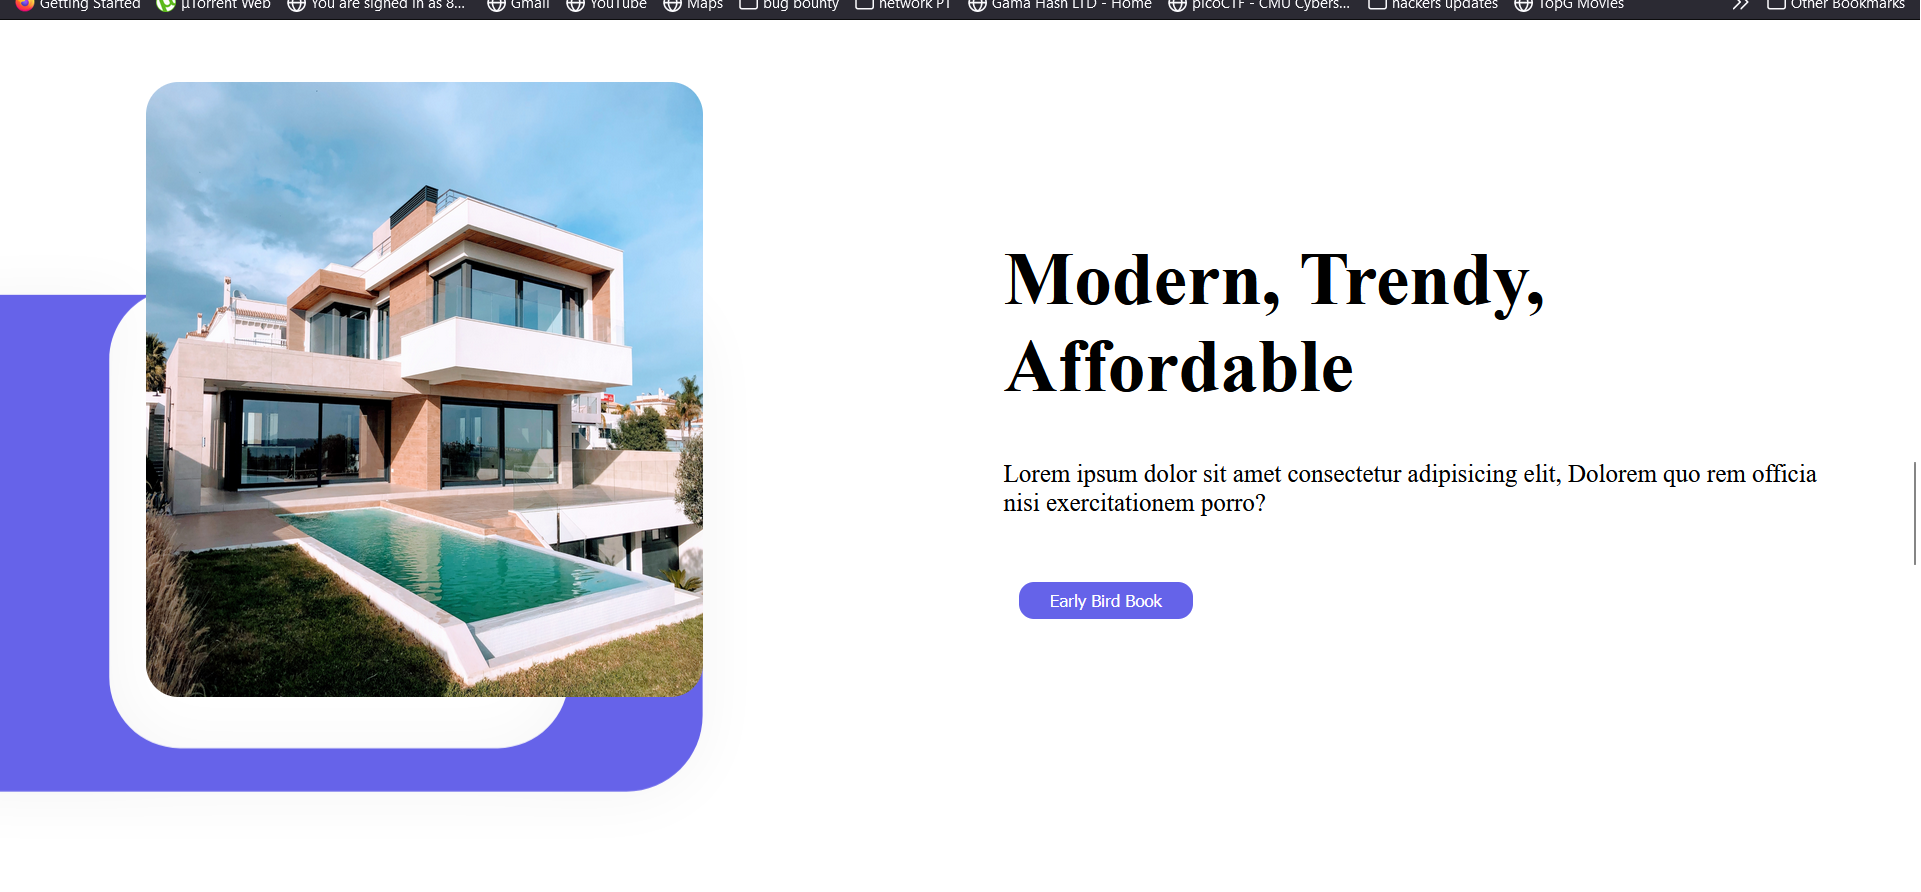 Getting Started µTorrent Web You are signed in as 8... Gmail YouTube Maps bug bounty network PT Gama Hash LTD - Home picoCTF - CMU Cybers... hackers updates TopG Movies Other Bookmarks
Modern, Trendy,
Affordable
Lorem ipsum dolor sit amet consectetur adipisicing elit, Dolorem quo rem officia
nisi exercitationem porro?
Early Bird Book